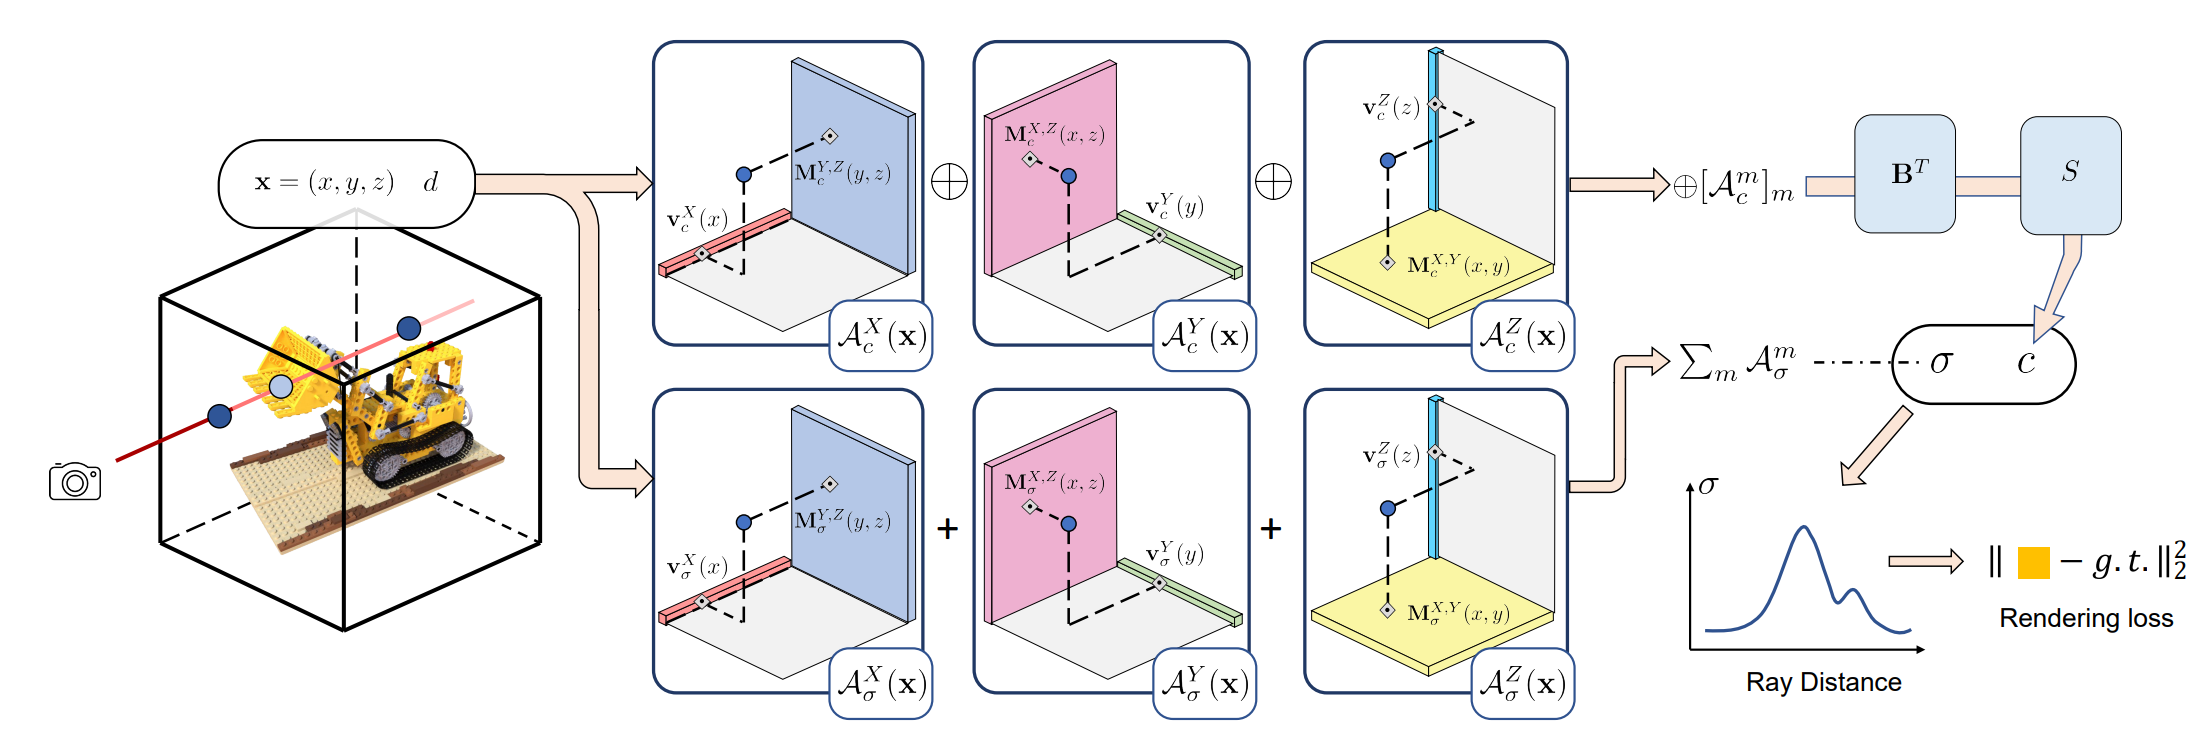 x = (x, y, z) d
v_c^X(x)
M_c^{Y,Z}(y, z)
𝒜_c^X(x)
⊕
M_c^{X,Z}(x, z)
v_c^Y(y)
𝒜_c^Y(x)
⊕
v_c^Z(z)
M_c^{X,Y}(x, y)
𝒜_c^Z(x)
⊕[𝒜_c^m]_m
B^T
S
v_σ^X(x)
M_σ^{Y,Z}(y, z)
𝒜_σ^X(x)
+
M_σ^{X,Z}(x, z)
v_σ^Y(y)
𝒜_σ^Y(x)
+
v_σ^Z(z)
M_σ^{X,Y}(x, y)
𝒜_σ^Z(x)
∑_m 𝒜_σ^m
σ c
σ
Ray Distance
‖ − g.t.‖_2^2
Rendering loss